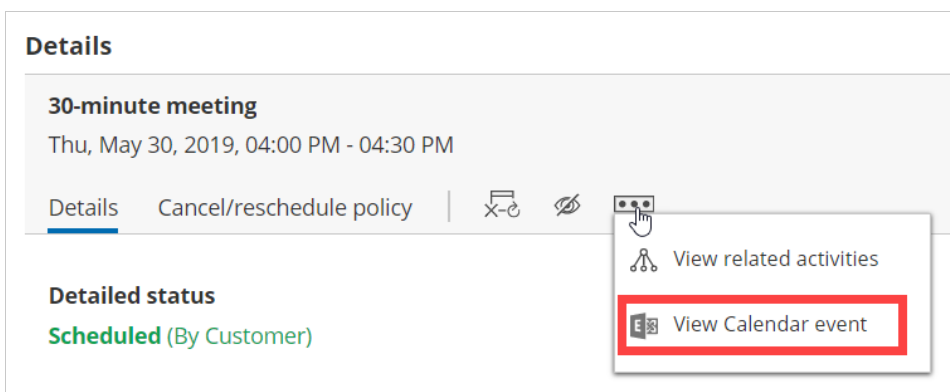 Details
30-minute meeting
Thu, May 30, 2019, 04:00 PM - 04:30 PM
Details Cancel/reschedule policy
View related activities
Detailed status
View Calendar event
Scheduled (By Customer)